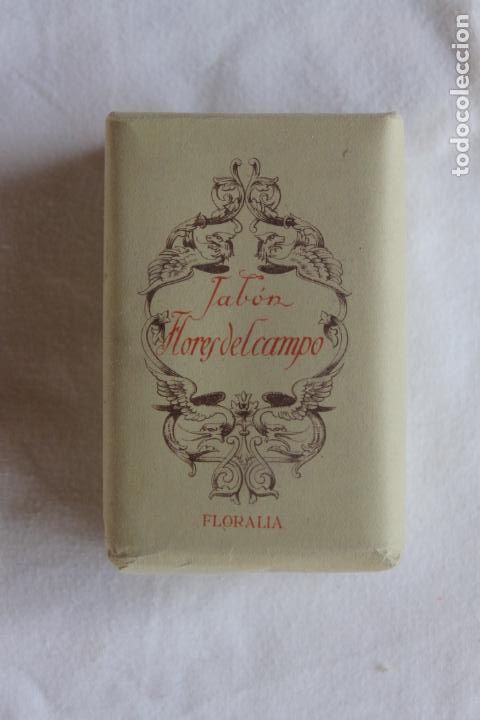 todocoleccion
Jabón
Flores del campo
FLORALIA